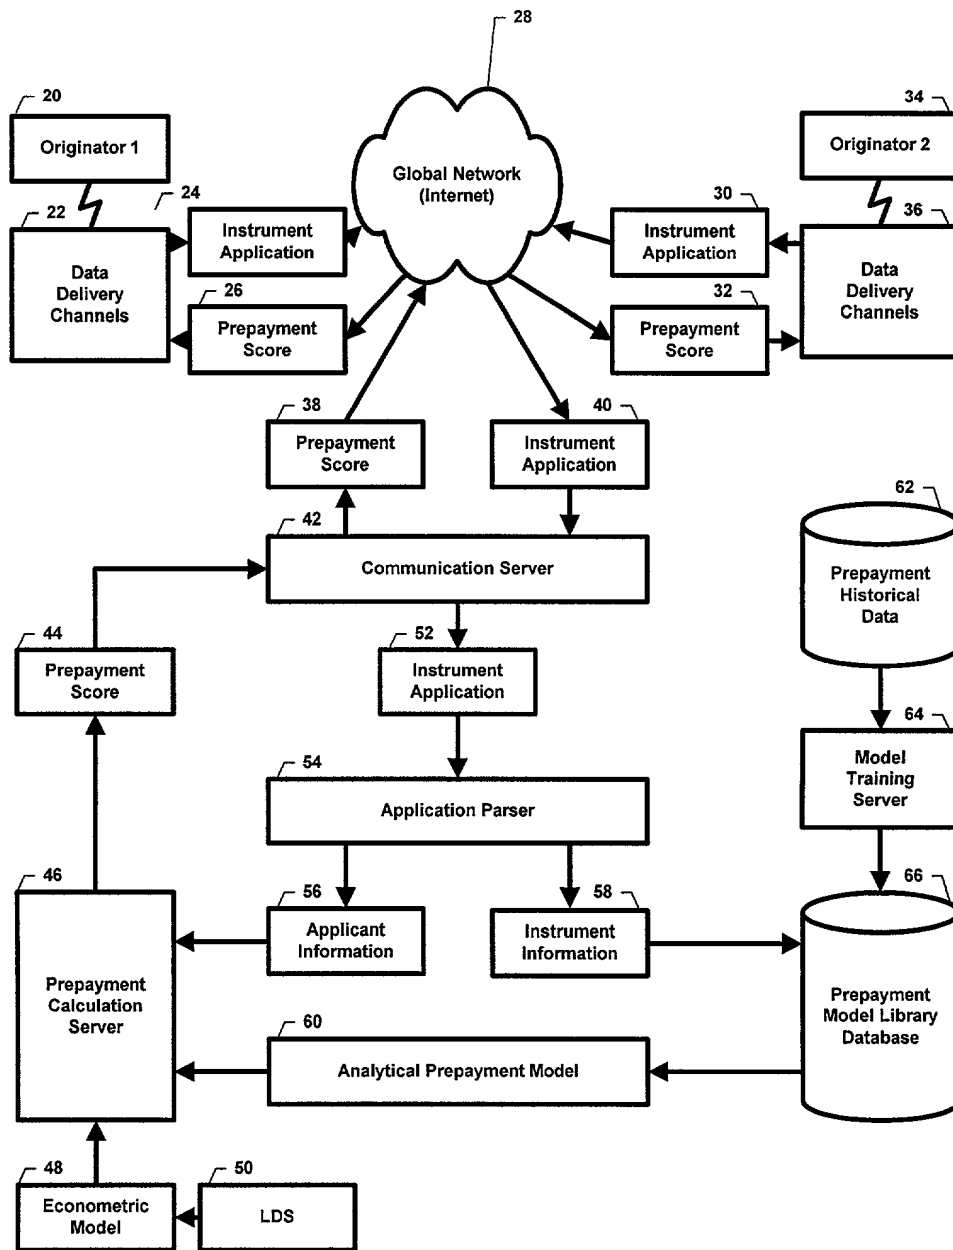 28
20
34
Originator 1
Originator 2
Global Network
(Internet)
24
22
30
36
Instrument
Application
Instrument
Application
Data
Delivery
Channels
Data
Delivery
Channels
26
32
Prepayment
Score
Prepayment
Score
38
40
Prepayment
Score
Instrument
Application
42
62
Communication Server
Prepayment
Historical
Data
44
52
Prepayment
Score
Instrument
Application
64
54
Model
Training
Server
Application Parser
46
66
56
58
Applicant
Information
Instrument
Information
Prepayment
Calculation
Server
Prepayment
Model Library
Database
60
Analytical Prepayment Model
48
50
Econometric
Model
LDS